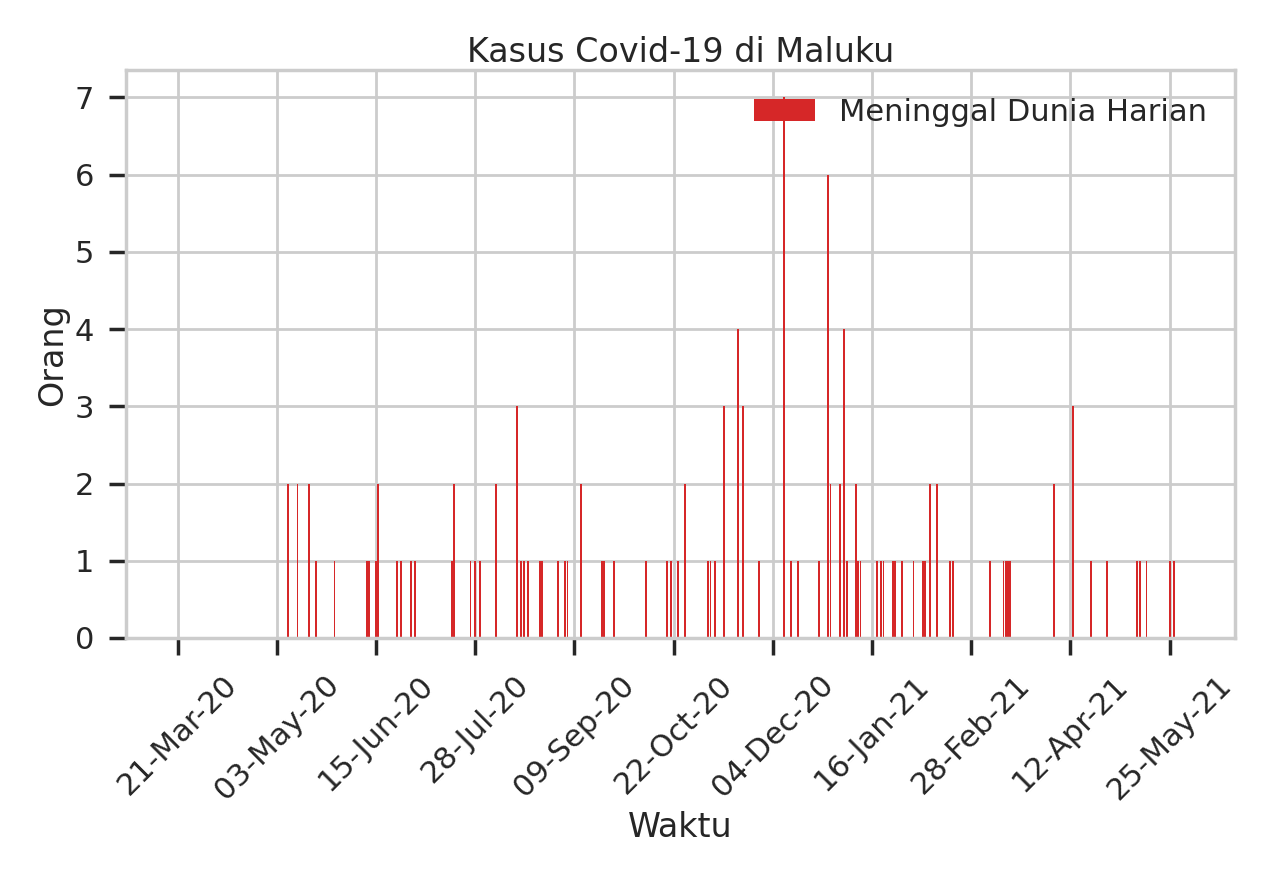 Kasus Covid-19 di Maluku
Meninggal Dunia Harian
Orang
7
6
5
4
3
2
1
0
21-Mar-20
03-May-20
15-Jun-20
28-Jul-20
09-Sep-20
22-Oct-20
04-Dec-20
16-Jan-21
28-Feb-21
12-Apr-21
25-May-21
Waktu